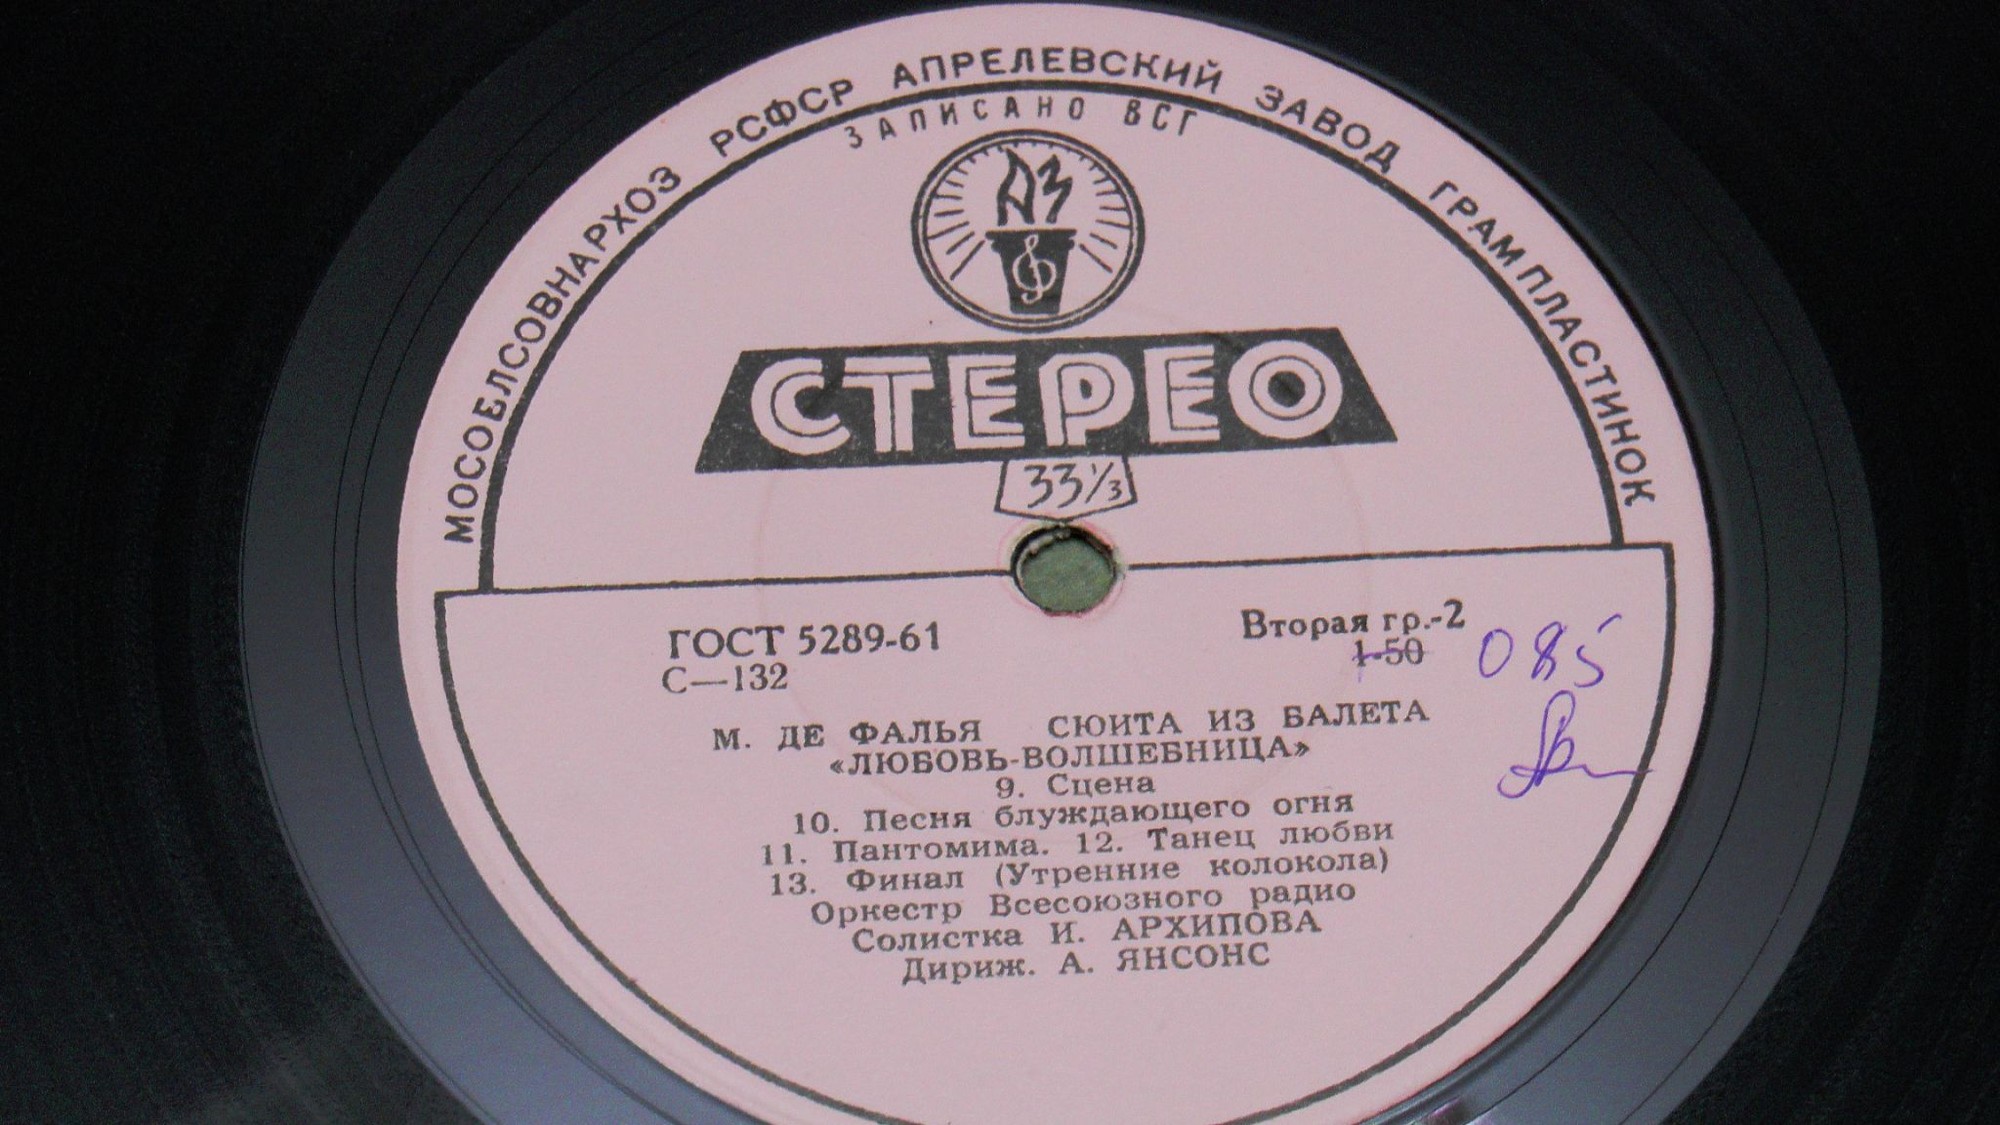 МОСОБЛСОВНАРХОЗ РСФСР АПРЕЛЕВСКИЙ ЗАВОД ГРАМПЛАСТИНОК
ЗАПИСАНО ВСГ
АЗ
СТЕРЕО
33⅓
ГОСТ 5289-61
Вторая гр.-2
С—132
1-50
085
М. ДЕ ФАЛЬЯ СЮИТА ИЗ БАЛЕТА
«ЛЮБОВЬ-ВОЛШЕБНИЦА»
9. Сцена
10. Песня блуждающего огня
11. Пантомима. 12. Танец любви
13. Финал (Утренние колокола)
Оркестр Всесоюзного радио
Солистка И. АРХИПОВА
Дириж. А. ЯНСОНС